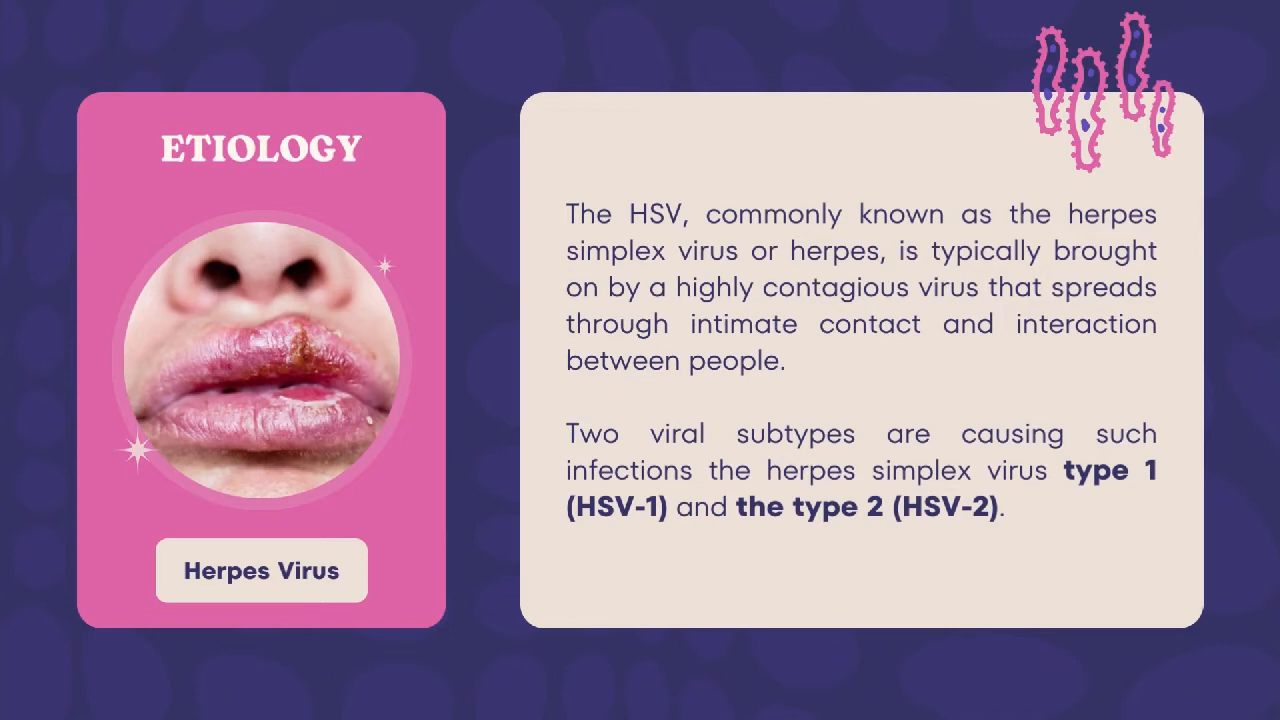 ETIOLOGY
Herpes Virus
The HSV, commonly known as the herpes
simplex virus or herpes, is typically brought
on by a highly contagious virus that spreads
through intimate contact and interaction
between people.
Two viral subtypes are causing such
infections the herpes simplex virus type 1
(HSV-1) and the type 2 (HSV-2).